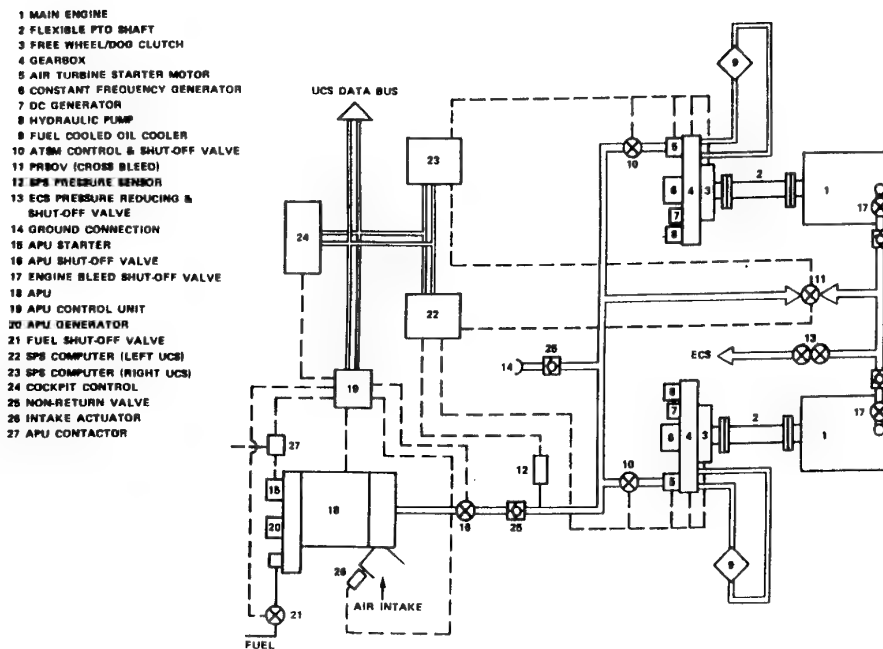 1 MAIN ENGINE
2 FLEXIBLE PTO SHAFT
3 FREE WHEEL/DOG CLUTCH
4 GEARBOX
5 AIR TURBINE STARTER MOTOR
6 CONSTANT FREQUENCY GENERATOR
7 DC GENERATOR
8 HYDRAULIC PUMP
9 FUEL COOLED OIL COOLER
10 ATSM CONTROL & SHUT-OFF VALVE
11 PRSOV (CROSS BLEED)
12 SPS PRESSURE SENSOR
13 ECS PRESSURE REDUCING &
SHUT-OFF VALVE
14 GROUND CONNECTION
15 APU STARTER
16 APU SHUT-OFF VALVE
17 ENGINE BLEED SHUT-OFF VALVE
18 APU
19 APU CONTROL UNIT
20 APU GENERATOR
21 FUEL SHUT-OFF VALVE
22 SPS COMPUTER (LEFT UCS)
23 SPS COMPUTER (RIGHT UCS)
24 COCKPIT CONTROL
25 NON-RETURN VALVE
26 INTAKE ACTUATOR
27 APU CONTACTOR
UCS DATA BUS
9
23
10
5
4
3
2
1
6
7
8
17
24
11
22
13
ECS
14
25
19
8
7
6
4
3
2
1
17
27
12
10
5
15
18
20
16
25
9
26
AIR INTAKE
21
FUEL